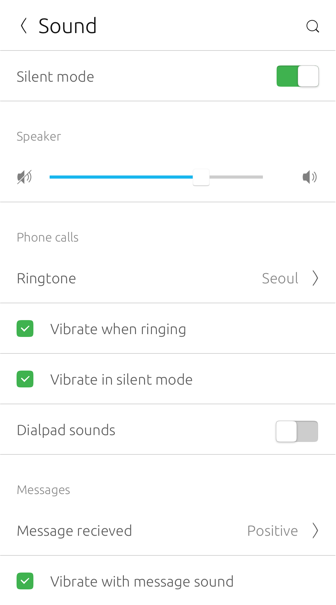 Sound
Silent mode
Speaker
Phone calls
Ringtone Seoul
Vibrate when ringing
Vibrate in silent mode
Dialpad sounds
Messages
Message recieved Positive
Vibrate with message sound